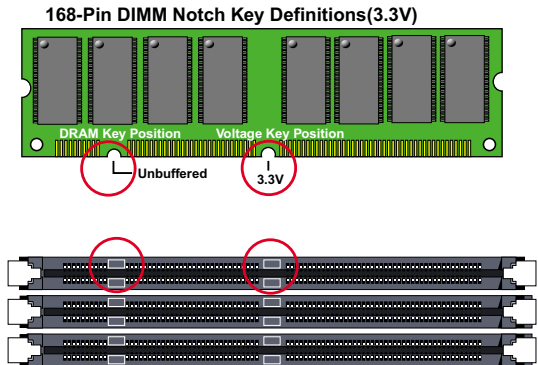 168-Pin DIMM Notch Key Definitions(3.3V)
DRAM Key Position Voltage Key Position
Unbuffered
3.3V